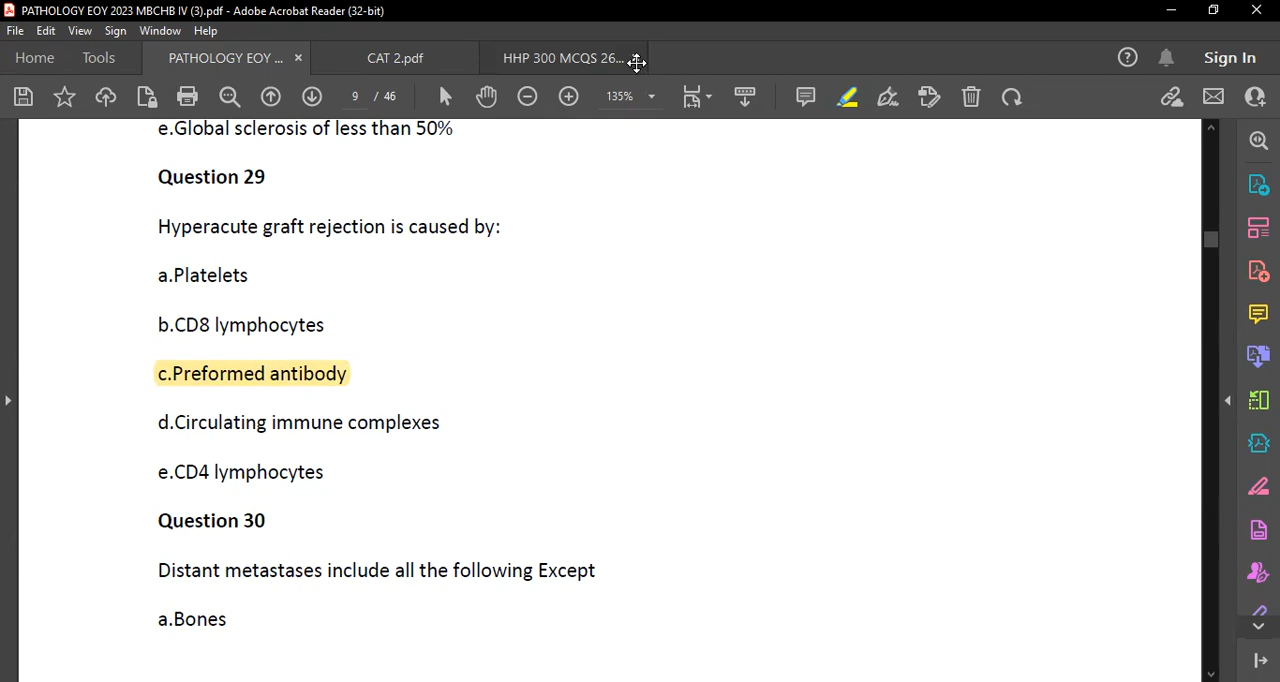 PATHOLOGY EOY 2023 MBCHB IV (3).pdf - Adobe Acrobat Reader (32-bit)
File Edit View Sign Window Help
Home Tools PATHOLOGY EOY ... × CAT 2.pdf HHP 300 MCQS 26... Sign In
9 / 46 135%
e.Global sclerosis of less than 50%
Question 29
Hyperacute graft rejection is caused by:
a.Platelets
b.CD8 lymphocytes
c.Preformed antibody
d.Circulating immune complexes
e.CD4 lymphocytes
Question 30
Distant metastases include all the following Except
a.Bones